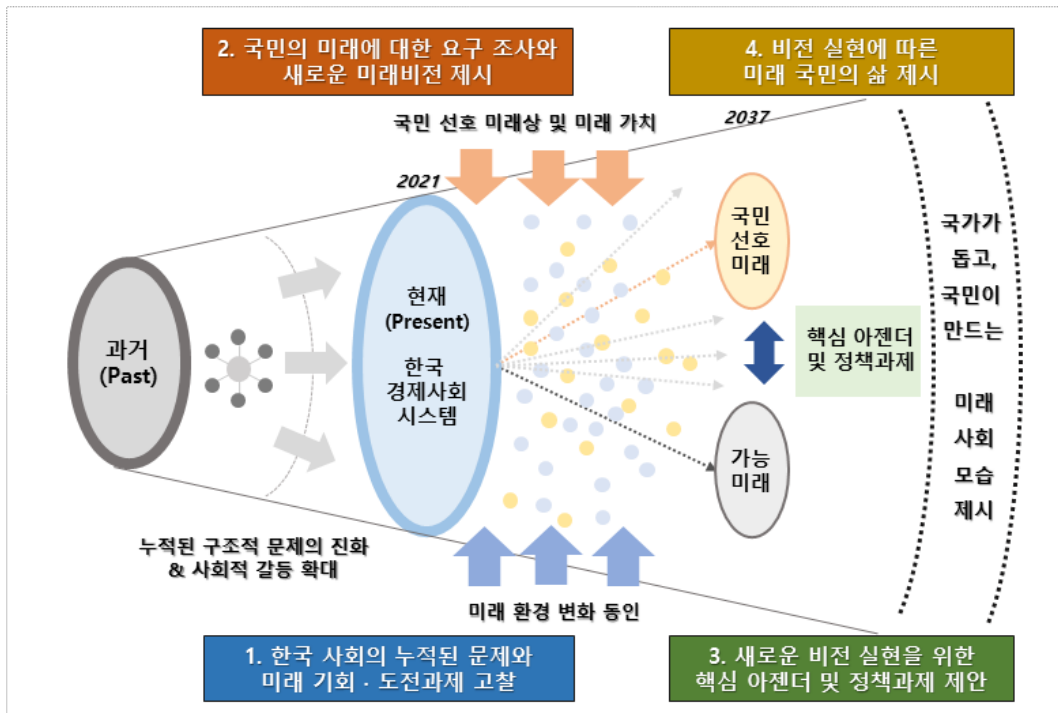 2. 국민의 미래에 대한 요구 조사와
새로운 미래비전 제시
4. 비전 실현에 따른
미래 국민의 삶 제시
국민 선호 미래상 및 미래 가치
2037
2021
과거
(Past)
현재
(Present)
한국
경제사회
시스템
국민
선호
미래
핵심 아젠더
및 정책과제
가능
미래
국가가
돕고,
국민이
만드는
미래
사회
모습
제시
누적된 구조적 문제의 진화
& 사회적 갈등 확대
미래 환경 변화 동인
1. 한국 사회의 누적된 문제와
미래 기회 · 도전과제 고찰
3. 새로운 비전 실현을 위한
핵심 아젠더 및 정책과제 제안